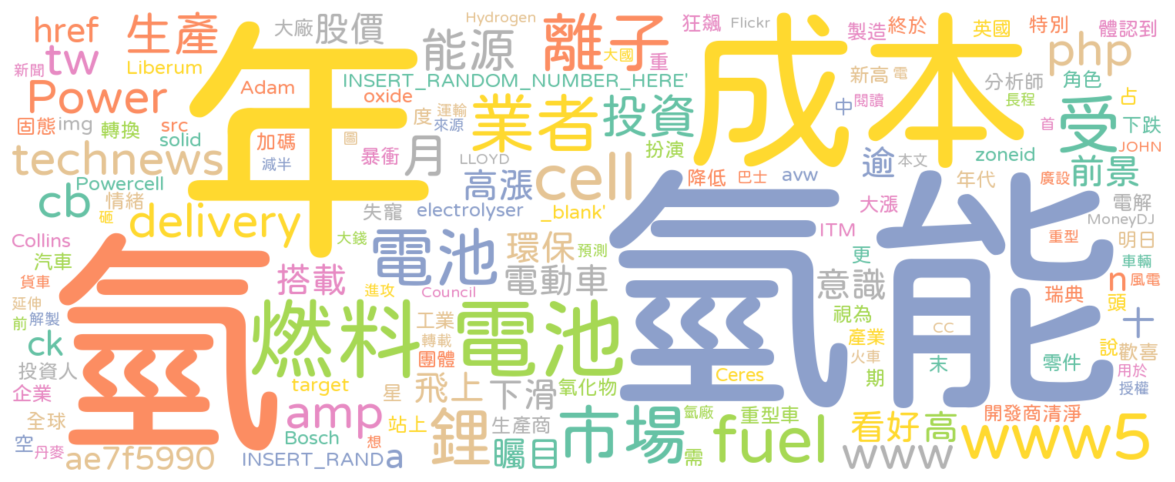 href 生產 大廠 股價 能源 Hydrogen 離子 狂飆 Flickr 製造 終於 英國 特別 體認到
新聞 tw Liberum 年 大國 重 成本 新高 電 php
Power Adam INSERT_RANDOM_NUMBER_HERE' 分析師 角色
固態 img 轉換 src solid 加碼 圖 oxide 度 運輸 來源 業者 投資 中 閱讀 受 長程 占 下跌
technews 減半 暴衝 月 LLOYD 扮演 逾 本文 zoneid 首 JOHN
cb Powercell 情緒 高漲 cell 降低 巴士 avw 年代 前景 廣設 電解
砸 delivery 失寵 electrolyser _blank' 氫能 大漲 MoneyDJ
Collins 大錢 電池 環保 預測 ITM 更 重型 明日
汽車 氫 搭載 進攻 Council 電動車 意識 車輛
貨車 n 風電
延伸 前 解製 燃料 電池 工業 視為 瑞典 頭 十
ck 轉載 團體 產業 CC 說 歡喜
投資人 target 星 飛上 下滑 氧化物 Ceres 火車 期 末 零件 用於 授權
企業 amp 鋰 市場 氫廠 重型車 看好 高 開發商清淨
全球 Bosch 站上 想 生產商 fuel
空 丹麥 ae7f5990 INSERT_RAND a 矚目 需 www www5